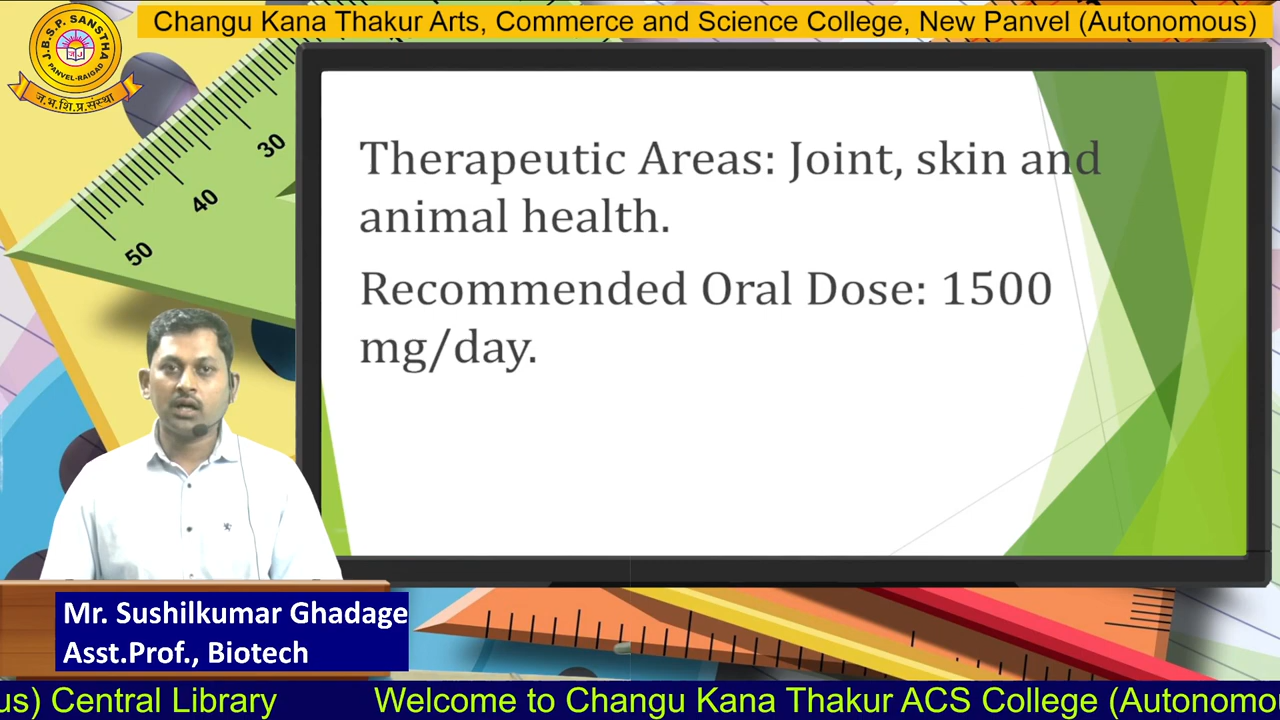 Changu Kana Thakur Arts, Commerce and Science College, New Panvel (Autonomous)
J.B.S.P. SANSTHA
PANVEL-RAIGAD
ज.भ.शि.प्र.संस्था
30
40
50
Therapeutic Areas: Joint, skin and
animal health.
Recommended Oral Dose: 1500
mg/day.
Mr. Sushilkumar Ghadage
Asst.Prof., Biotech
us) Central Library Welcome to Changu Kana Thakur ACS College (Autonomo